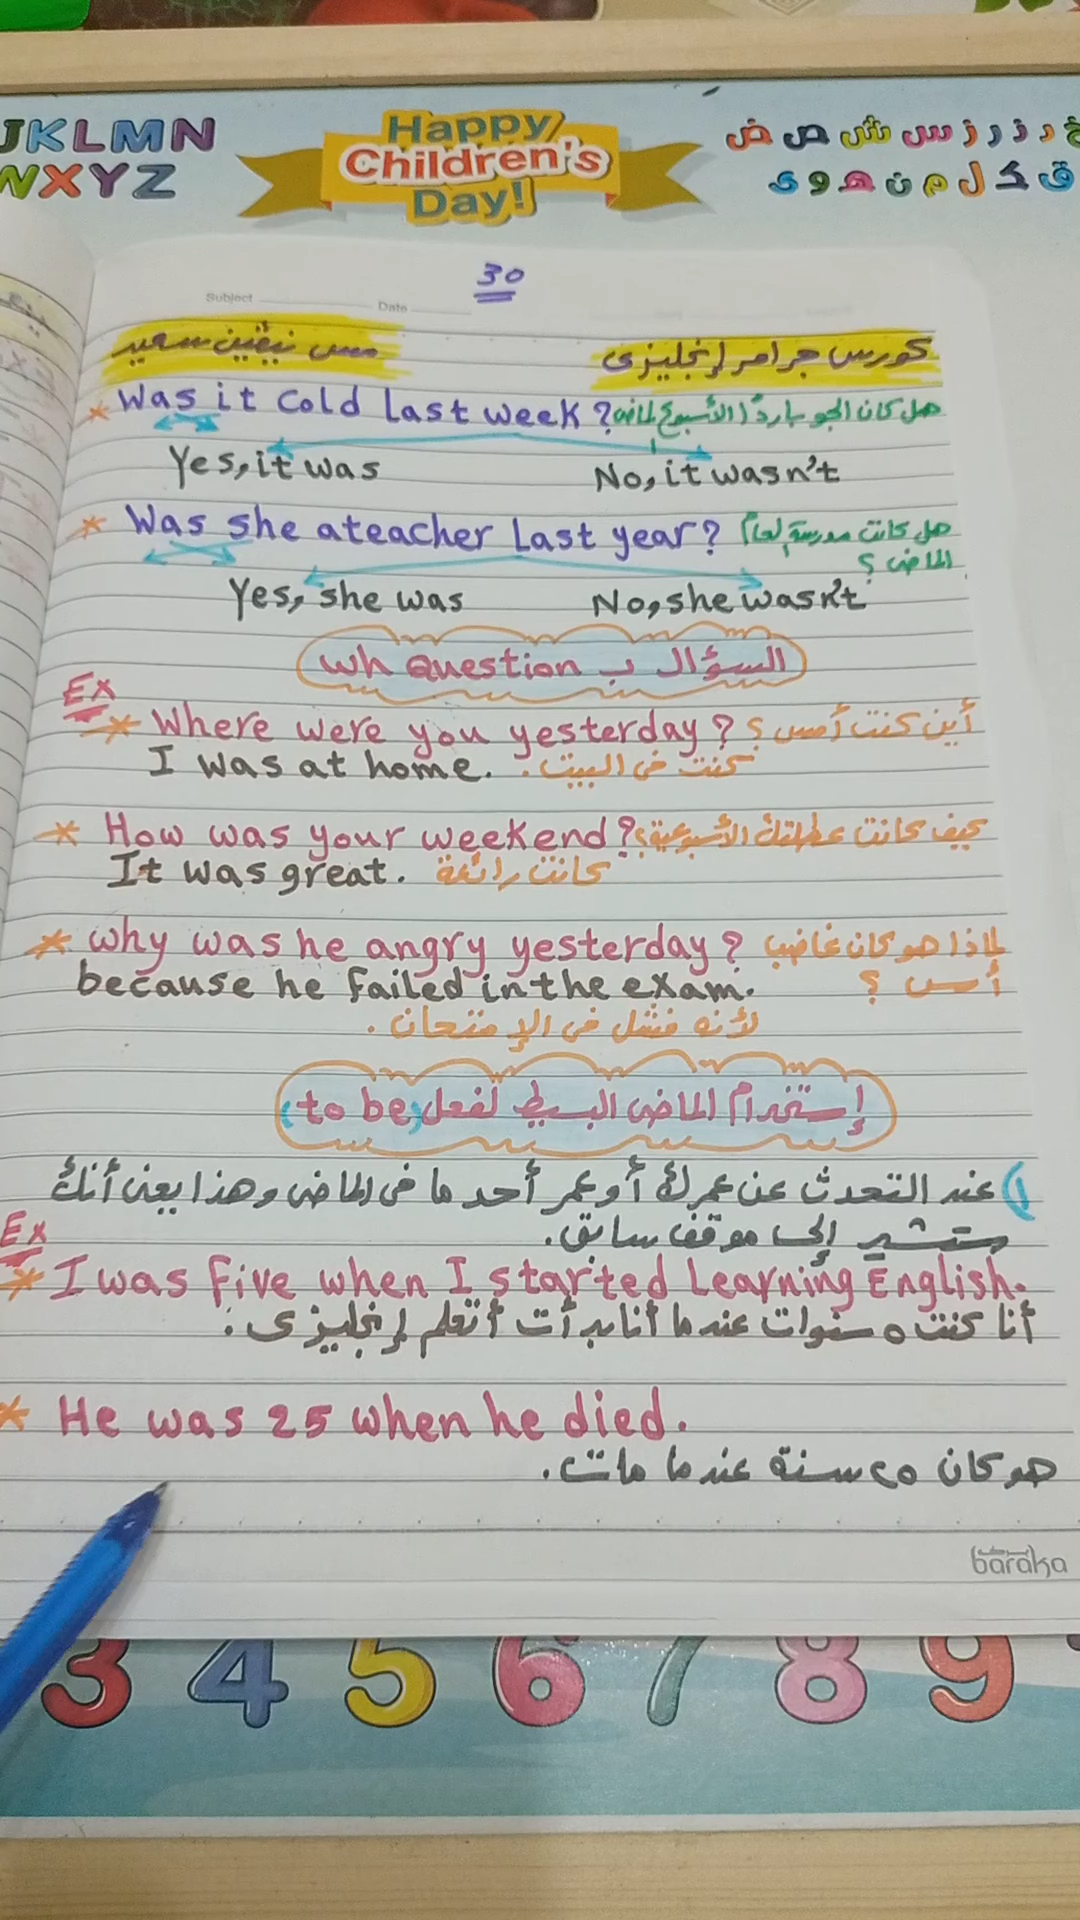 JKLMN
WXYZ
Happy
Children's
Day!
د ذ ر ز س ش ص ض
ق ك ل م ن ه و ى
30
Subject
Date
كورس جرامر إنجليزى
مس نيڤين سعيد
* Was it cold last week ? هل كان الجو باردًا الأسبوع الماضى
Yes, it was No, it wasn't
* Was she ateacher last year? هل كانت مدرسة العام
الماضى ؟
Yes, she was No, she wasn't
السؤال ب wh question
Ex
* Where were you yesterday ? أين كنت أمس ؟
I was at home. كنت فى البيت .
* How was your weekend ? كيف كانت عطلتك الأسبوعية ؟
It was great. كانت رائعة
* why was he angry yesterday ? لماذا هو كان غاضب
أمس ؟
because he failed in the exam.
لأنه فشل فى الإمتحان .
إستخدام الماضى البسيط لفعل (to be)
1) عند التحدث عن عمرك أو عمر أحد ما فى الماضى وهذا يعنى أنك
ستشير إلى موقف سابق.
Ex
* I was five when I started Learning English.
أنا كنت ٥ سنوات عندما أنا بدأت أتعلم إنجليزى .
* He was 25 when he died.
هو كان ٢٥ سنة عندما مات .
baraka
3 4 5 6 7 8 9